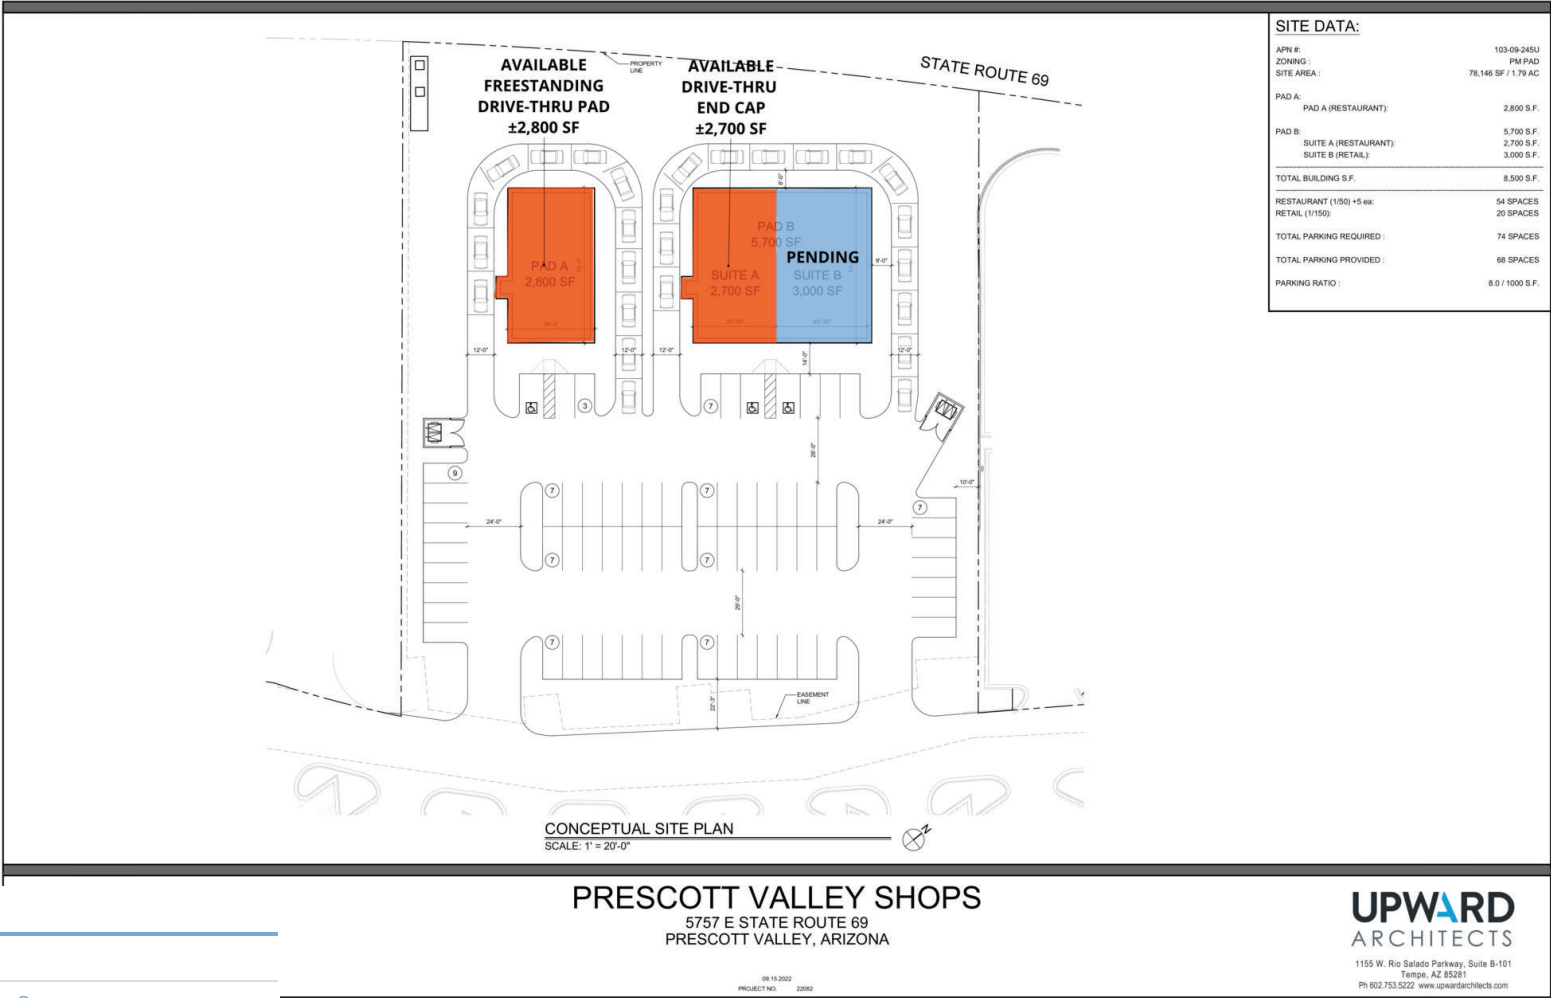 SITE DATA:
APN #: 103-09-245U
ZONING : PM PAD
SITE AREA : 78,146 SF / 1.79 AC
PAD A:
PAD A (RESTAURANT): 2,800 S.F.
PAD B: 5,700 S.F.
SUITE A (RESTAURANT): 2,700 S.F.
SUITE B (RETAIL): 3,000 S.F.
TOTAL BUILDING S.F. 8,500 S.F.
RESTAURANT (1/50) +5 ea: 54 SPACES
RETAIL (1/150): 20 SPACES
TOTAL PARKING REQUIRED : 74 SPACES
TOTAL PARKING PROVIDED : 68 SPACES
PARKING RATIO : 8.0 / 1000 S.F.
STATE ROUTE 69
PROPERTY
LINE
AVAILABLE
FREESTANDING
DRIVE-THRU PAD
±2,800 SF
AVAILABLE
DRIVE-THRU
END CAP
±2,700 SF
8'-0"
PAD A
2,800 SF
PAD B
5,700 SF
PENDING
SUITE A
2,700 SF
SUITE B
3,000 SF
9'-0"
12'-0"
12'-0"
12'-0"
14'-0"
12'-0"
3
7
9
29'-0"
7
7
10'-0"
7
24'-0"
24'-0"
7
7
29'-0"
7
7
22'-3"
EASEMENT
LINE
CONCEPTUAL SITE PLAN
SCALE: 1' = 20'-0"
N
PRESCOTT VALLEY SHOPS
5757 E STATE ROUTE 69
PRESCOTT VALLEY, ARIZONA
09.15.2022
PROJECT NO. 22082
UPWARD
ARCHITECTS
1155 W. Rio Salado Parkway, Suite B-101
Tempe, AZ 85281
Ph 602.753.5222 www.upwardarchitects.com